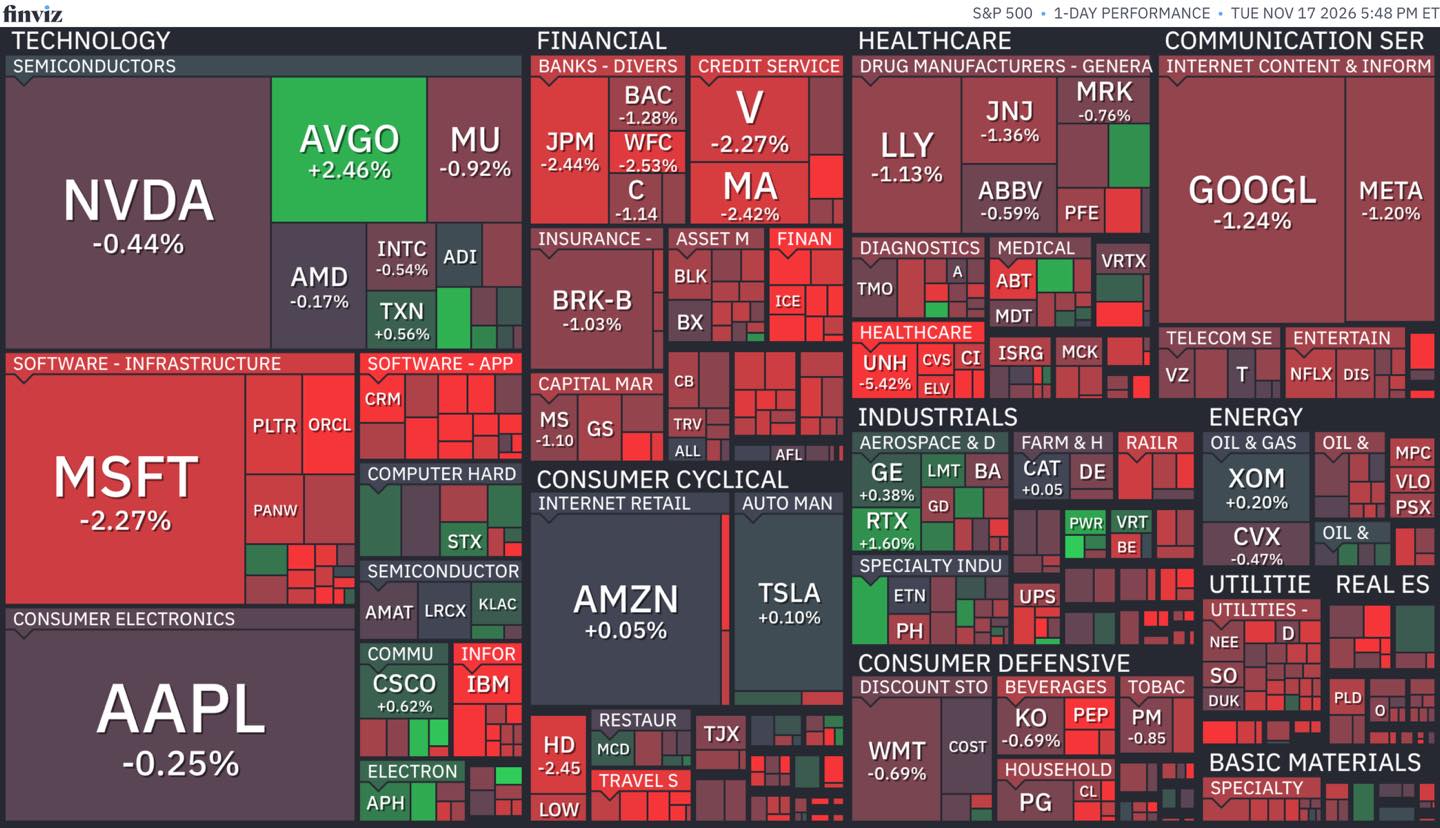 finviz
S&P 500 • 1-DAY PERFORMANCE • TUE NOV 17 2026 5:48 PM ET
TECHNOLOGY
SEMICONDUCTORS
NVDA
-0.44%
AVGO
+2.46%
MU
-0.92%
AMD
-0.17%
INTC
-0.54%
ADI
TXN
+0.56%
SOFTWARE - INFRASTRUCTURE
MSFT
-2.27%
PLTR
ORCL
PANW
SOFTWARE - APP
CRM
COMPUTER HARD
STX
SEMICONDUCTOR
AMAT
LRCX
KLAC
CONSUMER ELECTRONICS
AAPL
-0.25%
COMMU
CSCO
+0.62%
INFOR
IBM
ELECTRON
APH
FINANCIAL
BANKS - DIVERS
JPM
-2.44%
BAC
-1.28%
WFC
-2.53%
C
-1.14
CREDIT SERVICE
V
-2.27%
MA
-2.42%
INSURANCE -
BRK-B
-1.03%
ASSET M
BLK
BX
FINAN
ICE
CAPITAL MAR
MS
-1.10
GS
CB
TRV
ALL
AFL
CONSUMER CYCLICAL
INTERNET RETAIL
AMZN
+0.05%
AUTO MAN
TSLA
+0.10%
HD
-2.45
LOW
RESTAUR
MCD
TRAVEL S
TJX
HEALTHCARE
DRUG MANUFACTURERS - GENERA
LLY
-1.13%
JNJ
-1.36%
ABBV
-0.59%
MRK
-0.76%
PFE
DIAGNOSTICS
TMO
A
MEDICAL
ABT
MDT
VRTX
HEALTHCARE
UNH
-5.42%
CVS
CI
ELV
ISRG
MCK
COMMUNICATION SER
INTERNET CONTENT & INFORM
GOOGL
-1.24%
META
-1.20%
TELECOM SE
VZ
T
ENTERTAIN
NFLX
DIS
INDUSTRIALS
AEROSPACE & D
GE
+0.38%
RTX
+1.60%
LMT
BA
GD
FARM & H
CAT
+0.05
DE
RAILR
PWR
VRT
BE
SPECIALTY INDU
ETN
PH
UPS
ENERGY
OIL & GAS
XOM
+0.20%
CVX
-0.47%
OIL &
OIL &
MPC
VLO
PSX
CONSUMER DEFENSIVE
DISCOUNT STO
WMT
-0.69%
COST
BEVERAGES
KO
-0.69%
PEP
TOBAC
PM
-0.85
HOUSEHOLD
PG
CL
UTILITIE
UTILITIES -
NEE
D
SO
DUK
REAL ES
PLD
O
BASIC MATERIALS
SPECIALTY